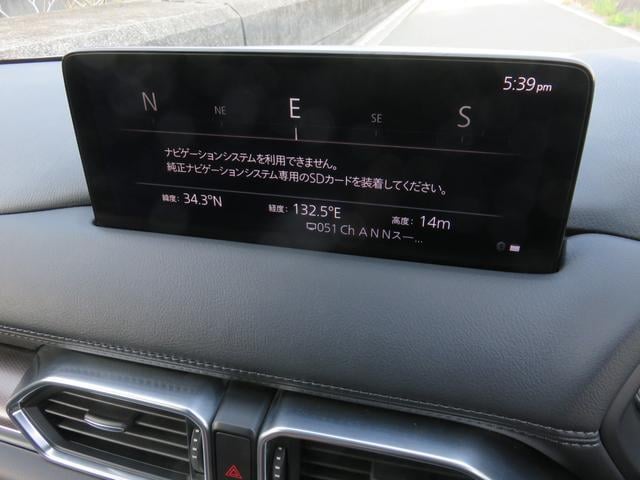 5:39pm
N NE E SE S
ナビゲーションシステムを利用できません。
純正ナビゲーションシステム専用のSDカードを装着してください。
緯度: 34.3°N 経度: 132.5°E 高度: 14m
051 Ch ＡＮＮスー...